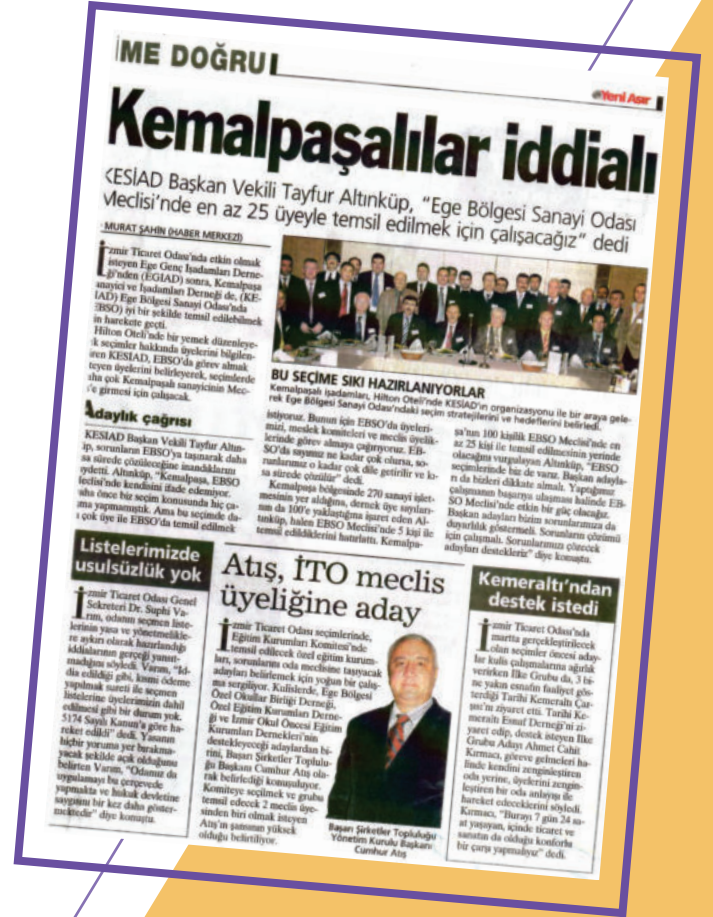 ME DOĞRU
Yeni Asır
Kemalpaşalılar iddialı
KESİAD Başkan Vekili Tayfur Altınküp, "Ege Bölgesi Sanayi Odası
Meclisi'nde en az 25 üyeyle temsil edilmek için çalışacağız" dedi
MURAT ŞAHİN (HABER MERKEZİ)
İzmir Ticaret Odası'nda etkin olmak
isteyen Ege Genç İşadamları Derne-
ği'nden (EGİAD) sonra, Kemalpaşa
anayici ve İşadamları Derneği de, (KE-
İAD) Ege Bölgesi Sanayi Odası'nda
EBSO) iyi bir şekilde temsil edilebilmek
in harekete geçti.
Hilton Oteli'nde bir yemek düzenleye-
k seçimler hakkında üyelerini bilgilen-
iren KESİAD, EBSO'da görev almak
teyen üyelerini belirleyerek, seçimlerde
aha çok Kemalpaşalı sanayicinin Mec-
s'e girmesi için çalışacak.
Adaylık çağrısı
KESİAD Başkan Vekili Tayfur Altın-
ip, sorunların EBSO'ya taşınarak daha
sa sürede çözüleceğine inandıklarını
ydetti. Altınküp, "Kemalpaşa, EBSO
eclisi'nde kendisini ifade edemiyor.
aha önce bir seçim konusunda hiç ça-
ma yapmamıştık. Ama bu seçimde da-
çok üye ile EBSO'da temsil edilmek
BU SEÇİME SIKI HAZIRLANIYORLAR
Kemalpaşalı işadamları, Hilton Oteli'nde KESİAD'ın organizasyonu ile bir araya gele-
rek Ege Bölgesi Sanayi Odası'ndaki seçim stratejilerini ve hedeflerini belirledi.
istiyoruz. Bunun için EBSO'da üyeleri-
mizi, meslek komiteleri ve meclis üyelik-
lerinde görev almaya çağırıyoruz. EB-
SO'da sayımız ne kadar çok olursa, so-
runlarımız o kadar çok dile getirilir ve kı-
sa sürede çözülür" dedi.
Kemalpaşa bölgesinde 270 sanayi işlet-
mesinin yer aldığına, dernek üye sayıları-
nın da 100'e yaklaştığına işaret eden Al-
tınküp, halen EBSO Meclisi'nde 5 kişi ile
temsil edildiklerini hatırlattı. Kemalpa-
şa'nın 100 kişilik EBSO Meclisi'nde en
az 25 kişi ile temsil edilmesinin yerinde
olacağını vurgulayan Altınküp, "EBSO
seçimlerinde biz de varız. Başkan adayla-
rı da bizleri dikkate almalı. Yaptığımız
çalışmanın başarıya ulaşması halinde EB-
SO Meclisi'nde etkin bir güç olacağız.
Başkan adayları bizim sorunlarımıza da
duyarlılık göstermeli. Sorunların çözümü
için çalışmalı. Sorunlarımızı çözecek
adayları destekleriz" diye konuştu.
Listelerimizde
usulsüzlük yok
İzmir Ticaret Odası Genel
Sekreteri Dr. Suphi Va-
rım, odanın seçmen liste-
lerinin yasa ve yönetmelikle-
re aykırı olarak hazırlandığı
iddialarının gerçeği yansıt-
madığını söyledi. Varım, "İd-
dia edildiği gibi, kısmi ödeme
yapılmak sureti ile seçmen
listelerine üyelerimizin dahil
edilmesi gibi bir durum yok.
5174 Sayılı Kanun'a göre ha-
reket edildi" dedi. Yasanın
hiçbir yoruma yer bırakma-
yacak şekilde açık olduğunu
belirten Varım, "Odamız da
uygulamayı bu çerçevede
yapmakta ve hukuk devletine
saygısını bir kez daha göster-
mektedir" diye konuştu.
Atış, İTO meclis
üyeliğine aday
İzmir Ticaret Odası seçimlerinde,
Eğitim Kurumları Komitesi'nde
temsil edilecek özel eğitim kurum-
ları, sorunlarını oda meclisine taşıyacak
adayları belirlemek için yoğun bir çalış-
ma sergiliyor. Kulislerde, Ege Bölgesi
Özel Okullar Birliği Derneği,
Özel Eğitim Kurumları Derne-
ği ve İzmir Okul Öncesi Eğitim
Kurumları Dernekleri'nin
destekleyeceği adaylardan bi-
rini, Başarı Şirketler Toplulu-
ğu Başkanı Cumhur Atış ola-
rak belirlediği konuşuluyor.
Komiteye seçilmek ve grubu
temsil edecek 2 meclis üye-
sinden biri olmak isteyen
Atış'ın şansının yüksek
olduğu belirtiliyor.
Başarı Şirketler Topluluğu
Yönetim Kurulu Başkanı
Cumhur Atış
Kemeraltı'ndan
destek istedi
İzmir Ticaret Odası'nda
martta gerçekleştirilecek
olan seçimler öncesi aday-
lar kulis çalışmalarına ağırlık
verirken İlke Grubu da, 3 bi-
ne yakın esnafın faaliyet gös-
terdiği Tarihi Kemeraltı Çar-
şısı'nı ziyaret etti. Tarihi Ke-
meraltı Esnaf Derneği'ni zi-
yaret edip, destek isteyen İlke
Grubu Adayı Ahmet Cahit
Kırmacı, göreve gelmeleri ha-
linde kendini zenginleştiren
oda yerine, üyelerini zengin-
leştiren bir oda anlayışı ile
hareket edeceklerini söyledi.
Kırmacı, "Burayı 7 gün 24 sa-
at yaşayan, içinde ticaret ve
sanatın da olduğu konforlu
bir çarşı yapmalıyız" dedi.